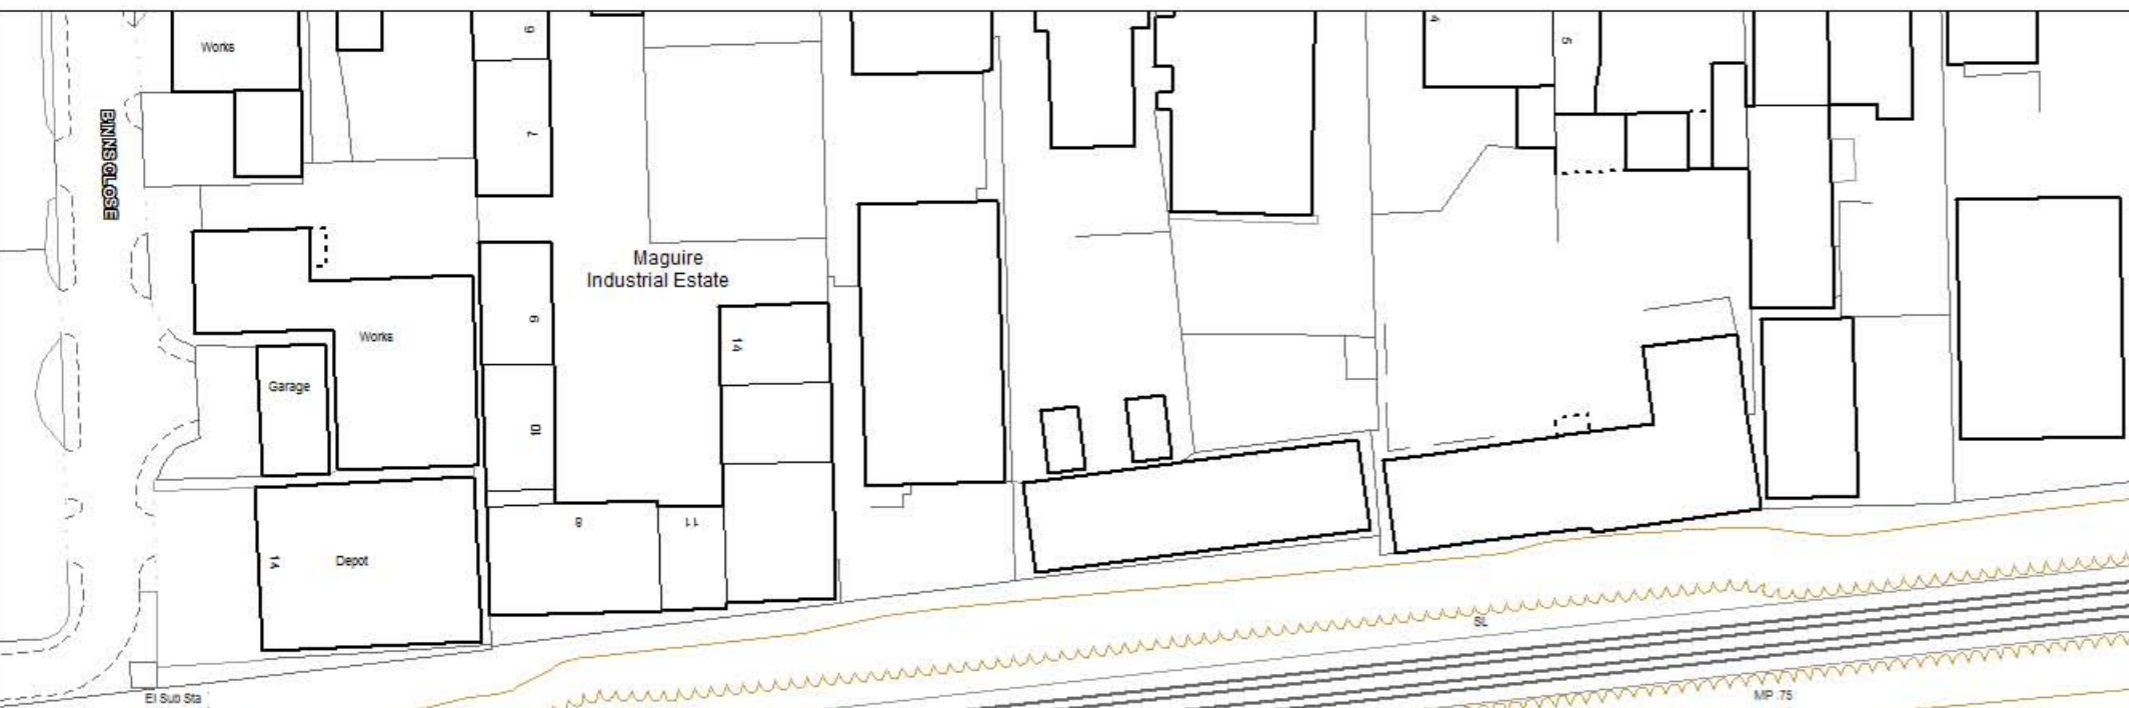 Works
9
7
4
5
BINNS CLOSE
Maguire
Industrial Estate
6
14
Works
Garage
10
8
11
14
Depot
SL
El Sub Sta
MP .75